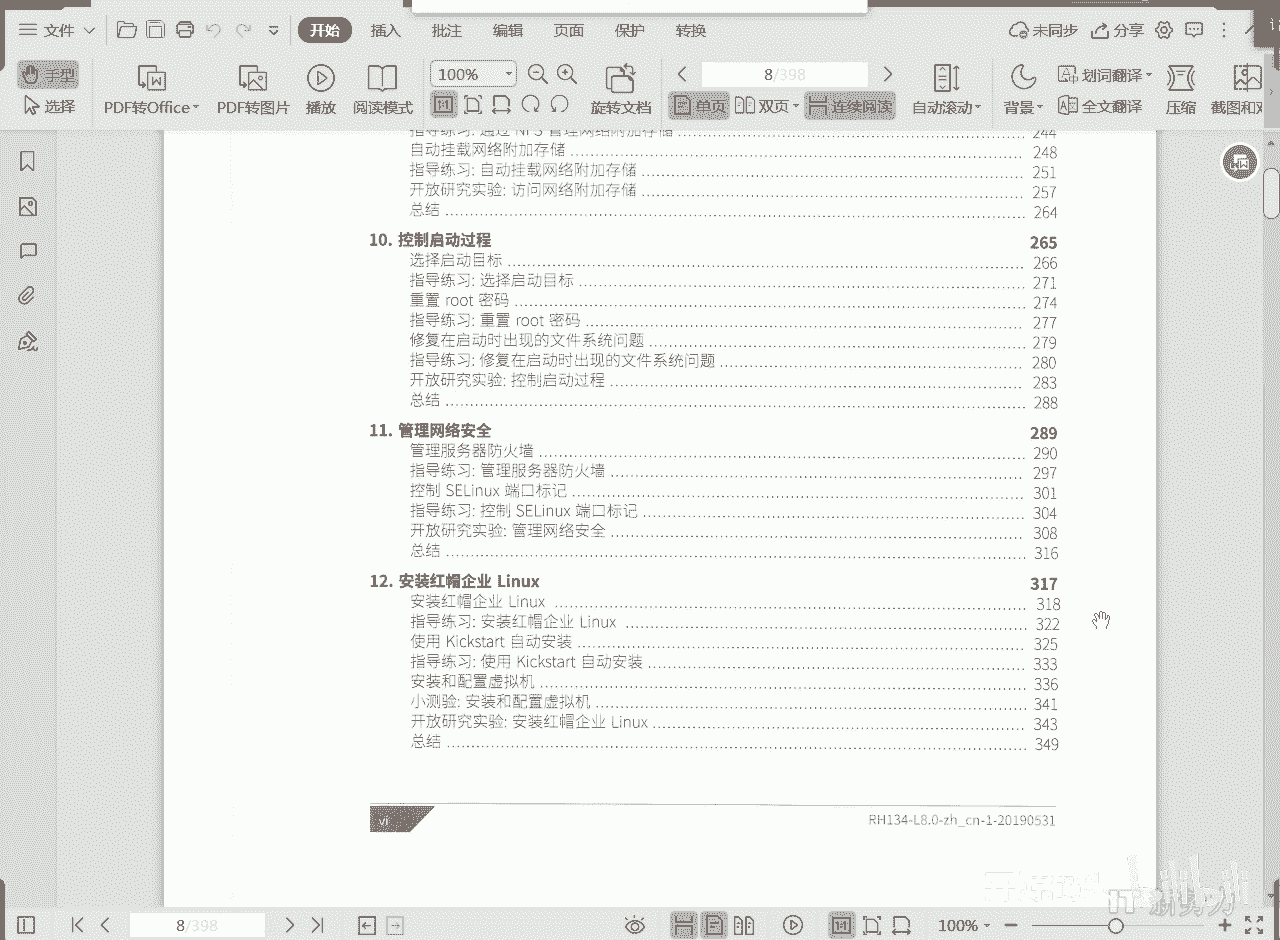 文件
开始
插入
批注
编辑
页面
保护
转换
未同步
分享
手型
选择
PDF转Office
PDF转图片
播放
阅读模式
100%
旋转文档
8/398
单页
双页
连续阅读
自动滚动
背景
划词翻译
全文翻译
压缩
截图和对
指导练习: 通过 NFS 管理网络附加存储 244
自动挂载网络附加存储 248
指导练习: 自动挂载网络附加存储 251
开放研究实验: 访问网络附加存储 257
总结 264
10. 控制启动过程 265
选择启动目标 266
指导练习: 选择启动目标 271
重置 root 密码 274
指导练习: 重置 root 密码 277
修复在启动时出现的文件系统问题 279
指导练习: 修复在启动时出现的文件系统问题 280
开放研究实验: 控制启动过程 283
总结 288
11. 管理网络安全 289
管理服务器防火墙 290
指导练习: 管理服务器防火墙 297
控制 SELinux 端口标记 301
指导练习: 控制 SELinux 端口标记 304
开放研究实验: 管理网络安全 308
总结 316
12. 安装红帽企业 Linux 317
安装红帽企业 Linux 318
指导练习: 安装红帽企业 Linux 322
使用 Kickstart 自动安装 325
指导练习: 使用 Kickstart 自动安装 333
安装和配置虚拟机 336
小测验: 安装和配置虚拟机 341
开放研究实验: 安装红帽企业 Linux 343
总结 349
vi
RH134-L8.0-zh_cn-1-20190531
8/398
100%